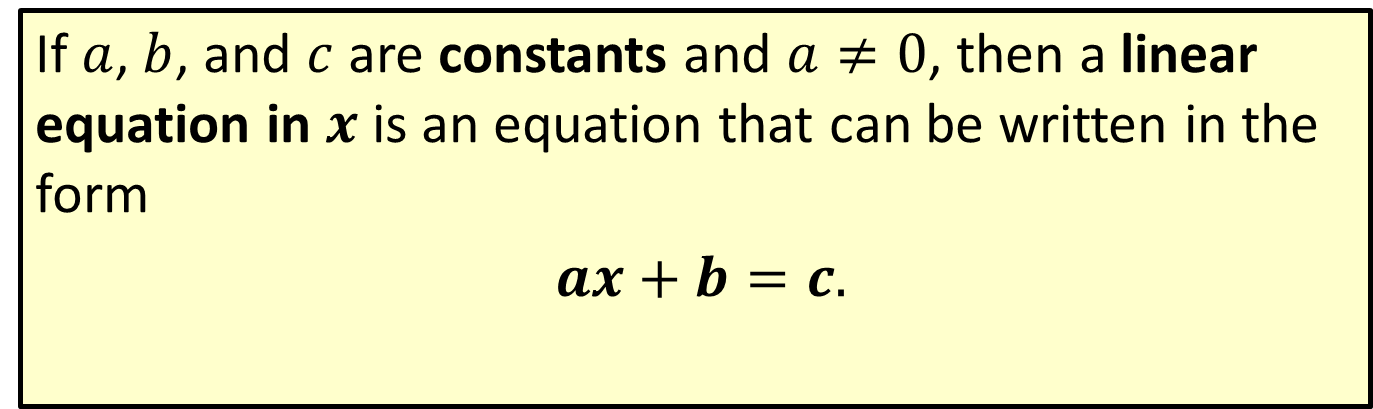 If a, b, and c are constants and a ≠ 0, then a linear
equation in x is an equation that can be written in the
form
ax + b = c.